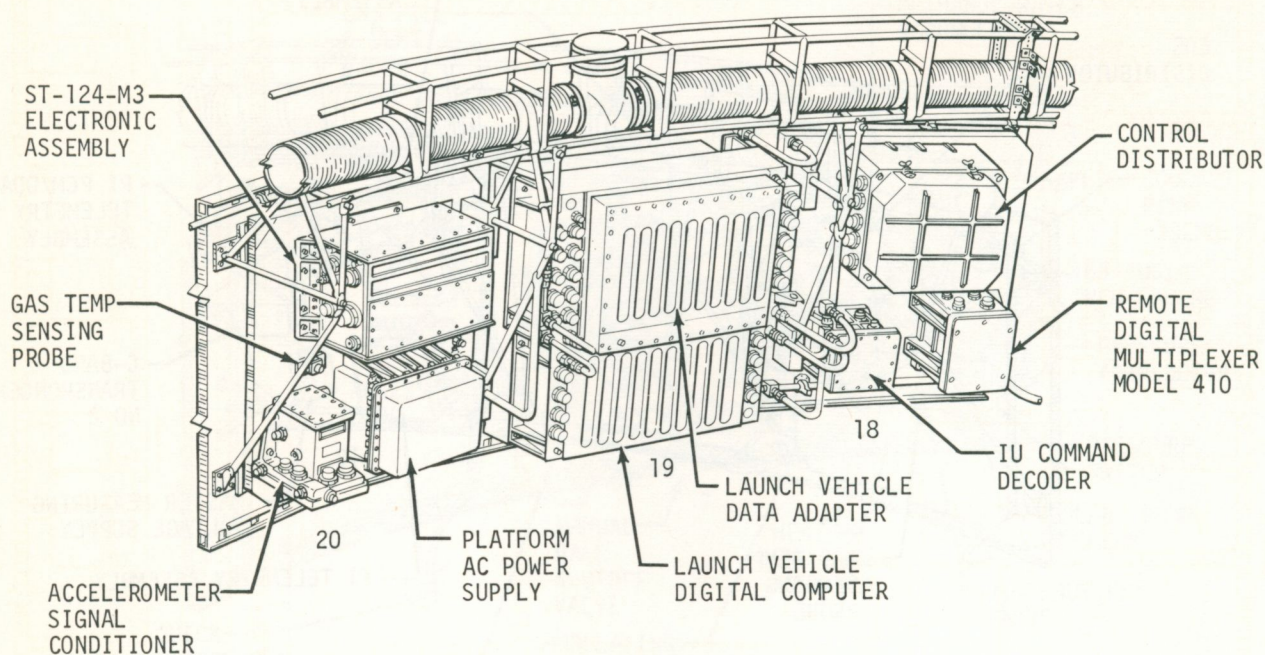 ST-124-M3
ELECTRONIC
ASSEMBLY
GAS TEMP
SENSING
PROBE
ACCELEROMETER
SIGNAL
CONDITIONER
20
PLATFORM
AC POWER
SUPPLY
19
LAUNCH VEHICLE
DATA ADAPTER
LAUNCH VEHICLE
DIGITAL COMPUTER
18
IU COMMAND
DECODER
REMOTE
DIGITAL
MULTIPLEXER
MODEL 410
CONTROL
DISTRIBUTOR